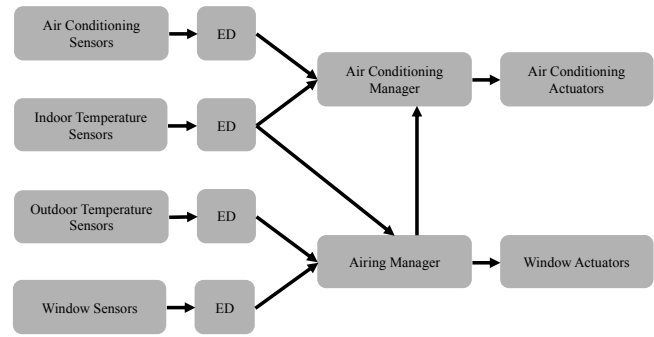 Air Conditioning
Sensors
ED
Air Conditioning
Manager
Air Conditioning
Actuators
Indoor Temperature
Sensors
ED
Outdoor Temperature
Sensors
ED
Airing Manager
Window Actuators
Window Sensors
ED